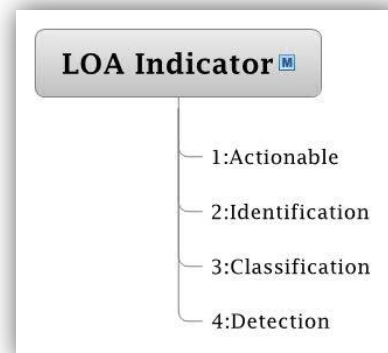 LOA Indicator M
1:Actionable
2:Identification
3:Classification
4:Detection